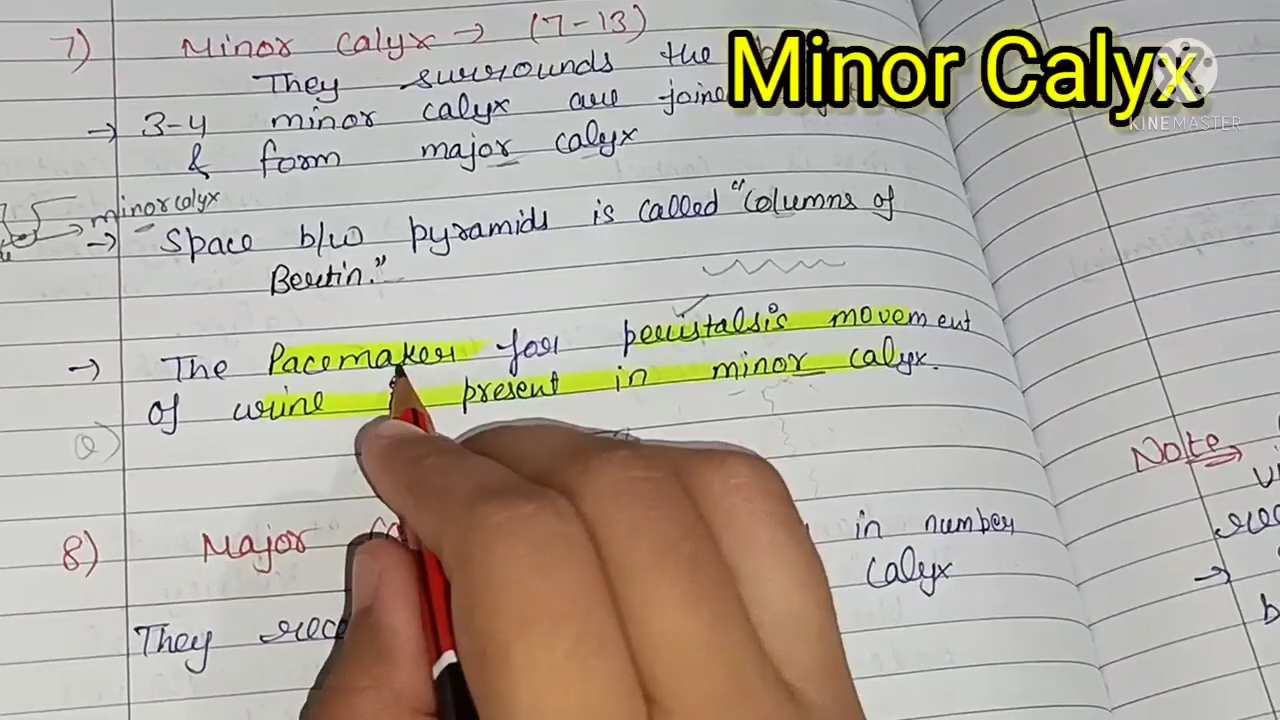 Minor Calyx
KINEMASTER
7) Minor calyx → (7-13)
They surrounds the
→ 3-4 minor calyx are joine
& form major calyx
→ minor calyx
→ Space b/w pyramids is called "Columns of
Bertin."
→ The Pacemaker for peristalsis movement
of urine present in minor calyx.
Q)
8) Major in number
calyx
They rece
Note →
→
b